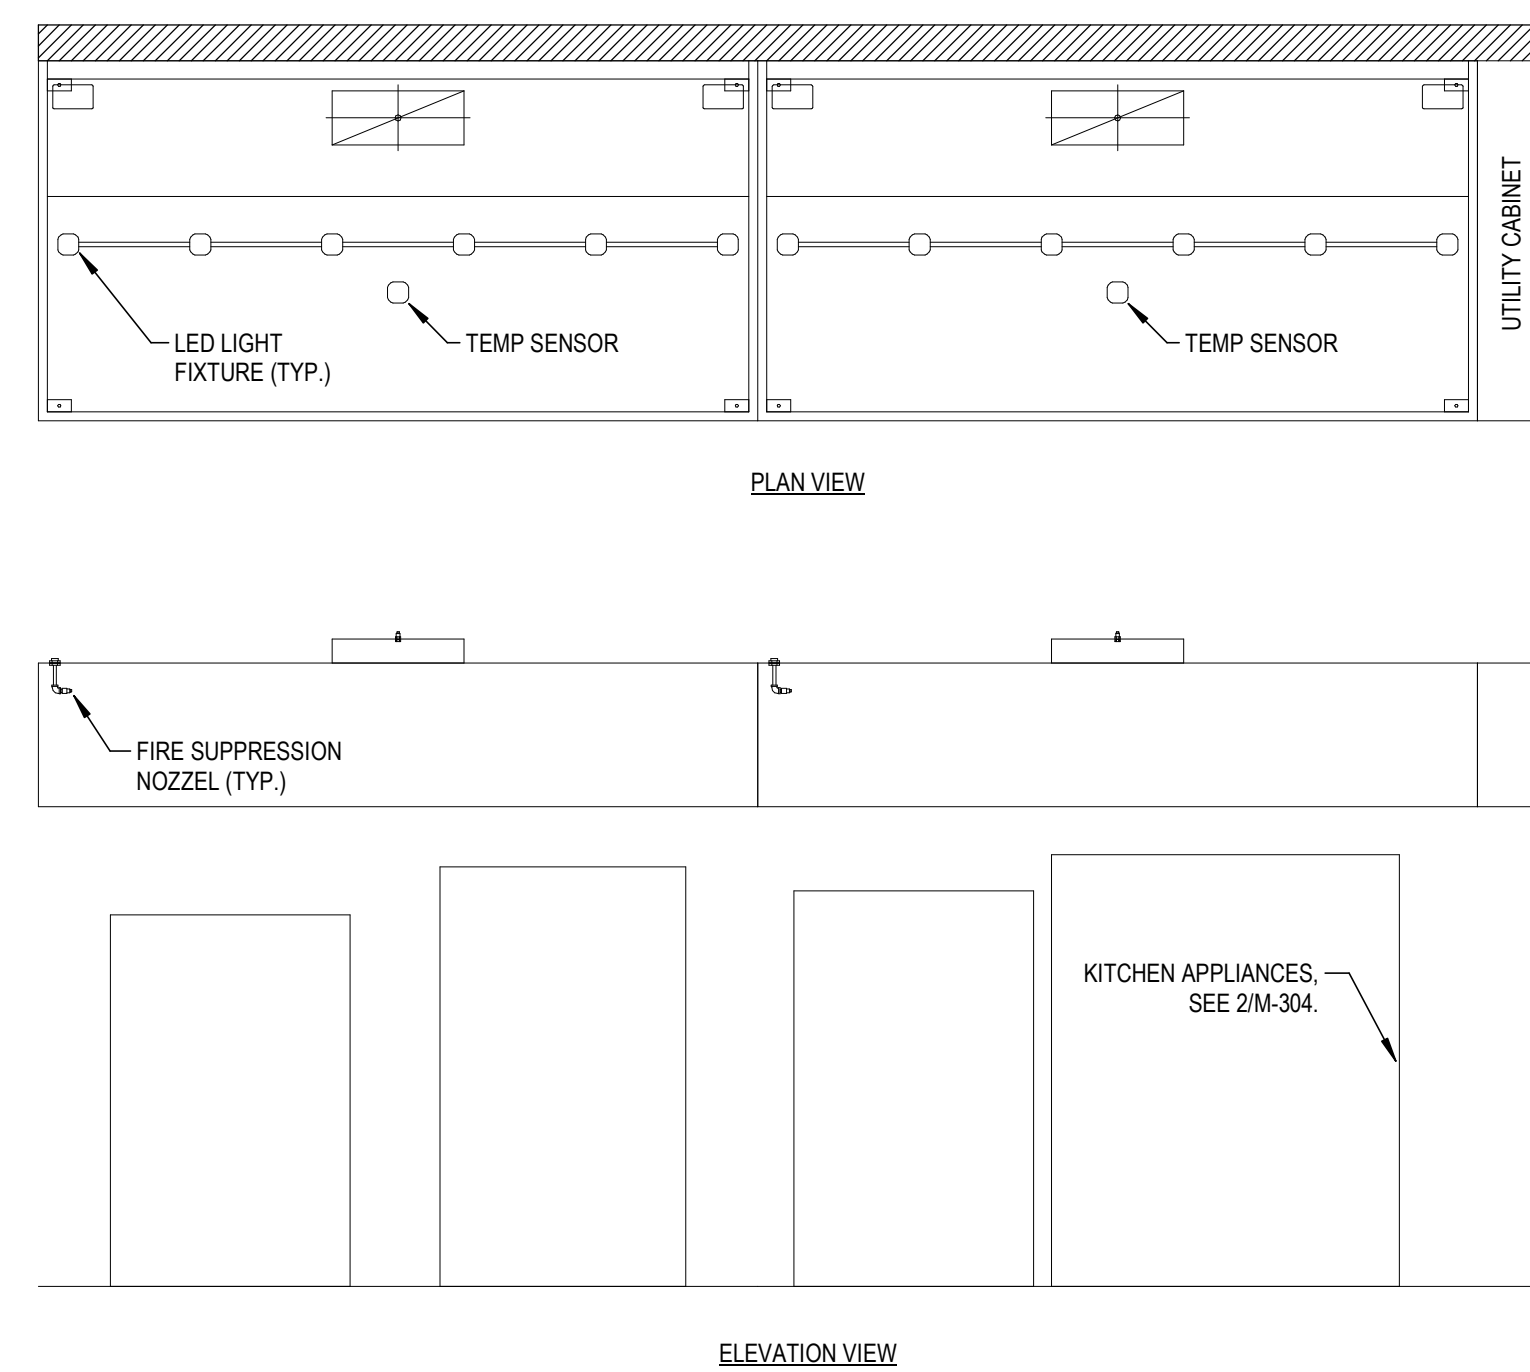 UTILITY CABINET
LED LIGHT
FIXTURE (TYP.)
TEMP SENSOR
TEMP SENSOR
PLAN VIEW
FIRE SUPPRESSION
NOZZEL (TYP.)
KITCHEN APPLIANCES,
SEE 2/M-304.
ELEVATION VIEW